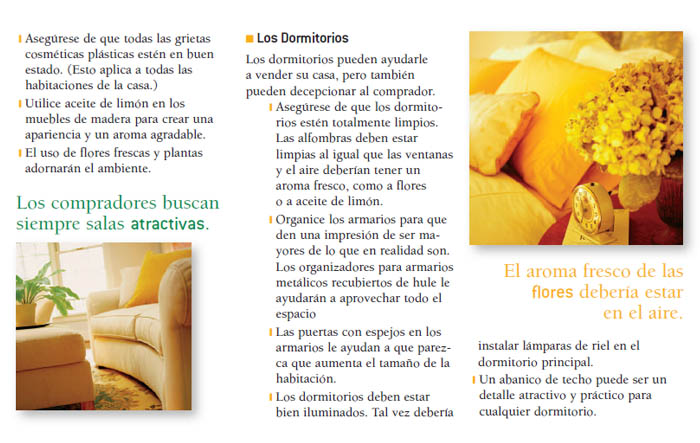 Asegúrese de que todas las grietas
cosméticas plásticas estén en buen
estado. (Esto aplica a todas las
habitaciones de la casa.)
Utilice aceite de limón en los
muebles de madera para crear una
apariencia y un aroma agradable.
El uso de flores frescas y plantas
adornarán el ambiente.
Los compradores buscan
siempre salas atractivas.
Los Dormitorios
Los dormitorios pueden ayudarle
a vender su casa, pero también
pueden decepcionar al comprador.
Asegúrese de que los dormito-
rios estén totalmente limpios.
Las alfombras deben estar
limpias al igual que las ventanas
y el aire deberían tener un
aroma fresco, como a flores
o a aceite de limón.
Organice los armarios para que
den una impresión de ser ma-
yores de lo que en realidad son.
Los organizadores para armarios
metálicos recubiertos de hule le
ayudarán a aprovechar todo el
espacio
Las puertas con espejos en los
armarios le ayudan a que parez-
ca que aumenta el tamaño de la
habitación.
Los dormitorios deben estar
bien iluminados. Tal vez debería
El aroma fresco de las
flores debería estar
en el aire.
instalar lámparas de riel en el
dormitorio principal.
Un abanico de techo puede ser un
detalle atractivo y práctico para
cualquier dormitorio.